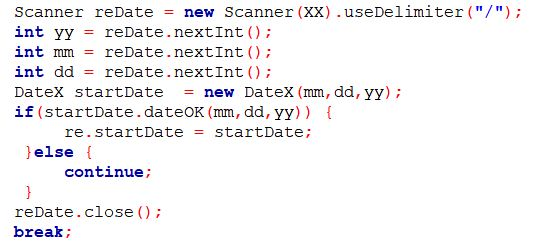 Scanner reDate = new Scanner(XX).useDelimiter("/");
int yy = reDate.nextInt();
int mm = reDate.nextInt();
int dd = reDate.nextInt();
DateX startDate  = new DateX(mm,dd,yy);
if(startDate.dateOK(mm,dd,yy)) {
     re.startDate = startDate;
 }else {
     continue;
 }
reDate.close();
break;